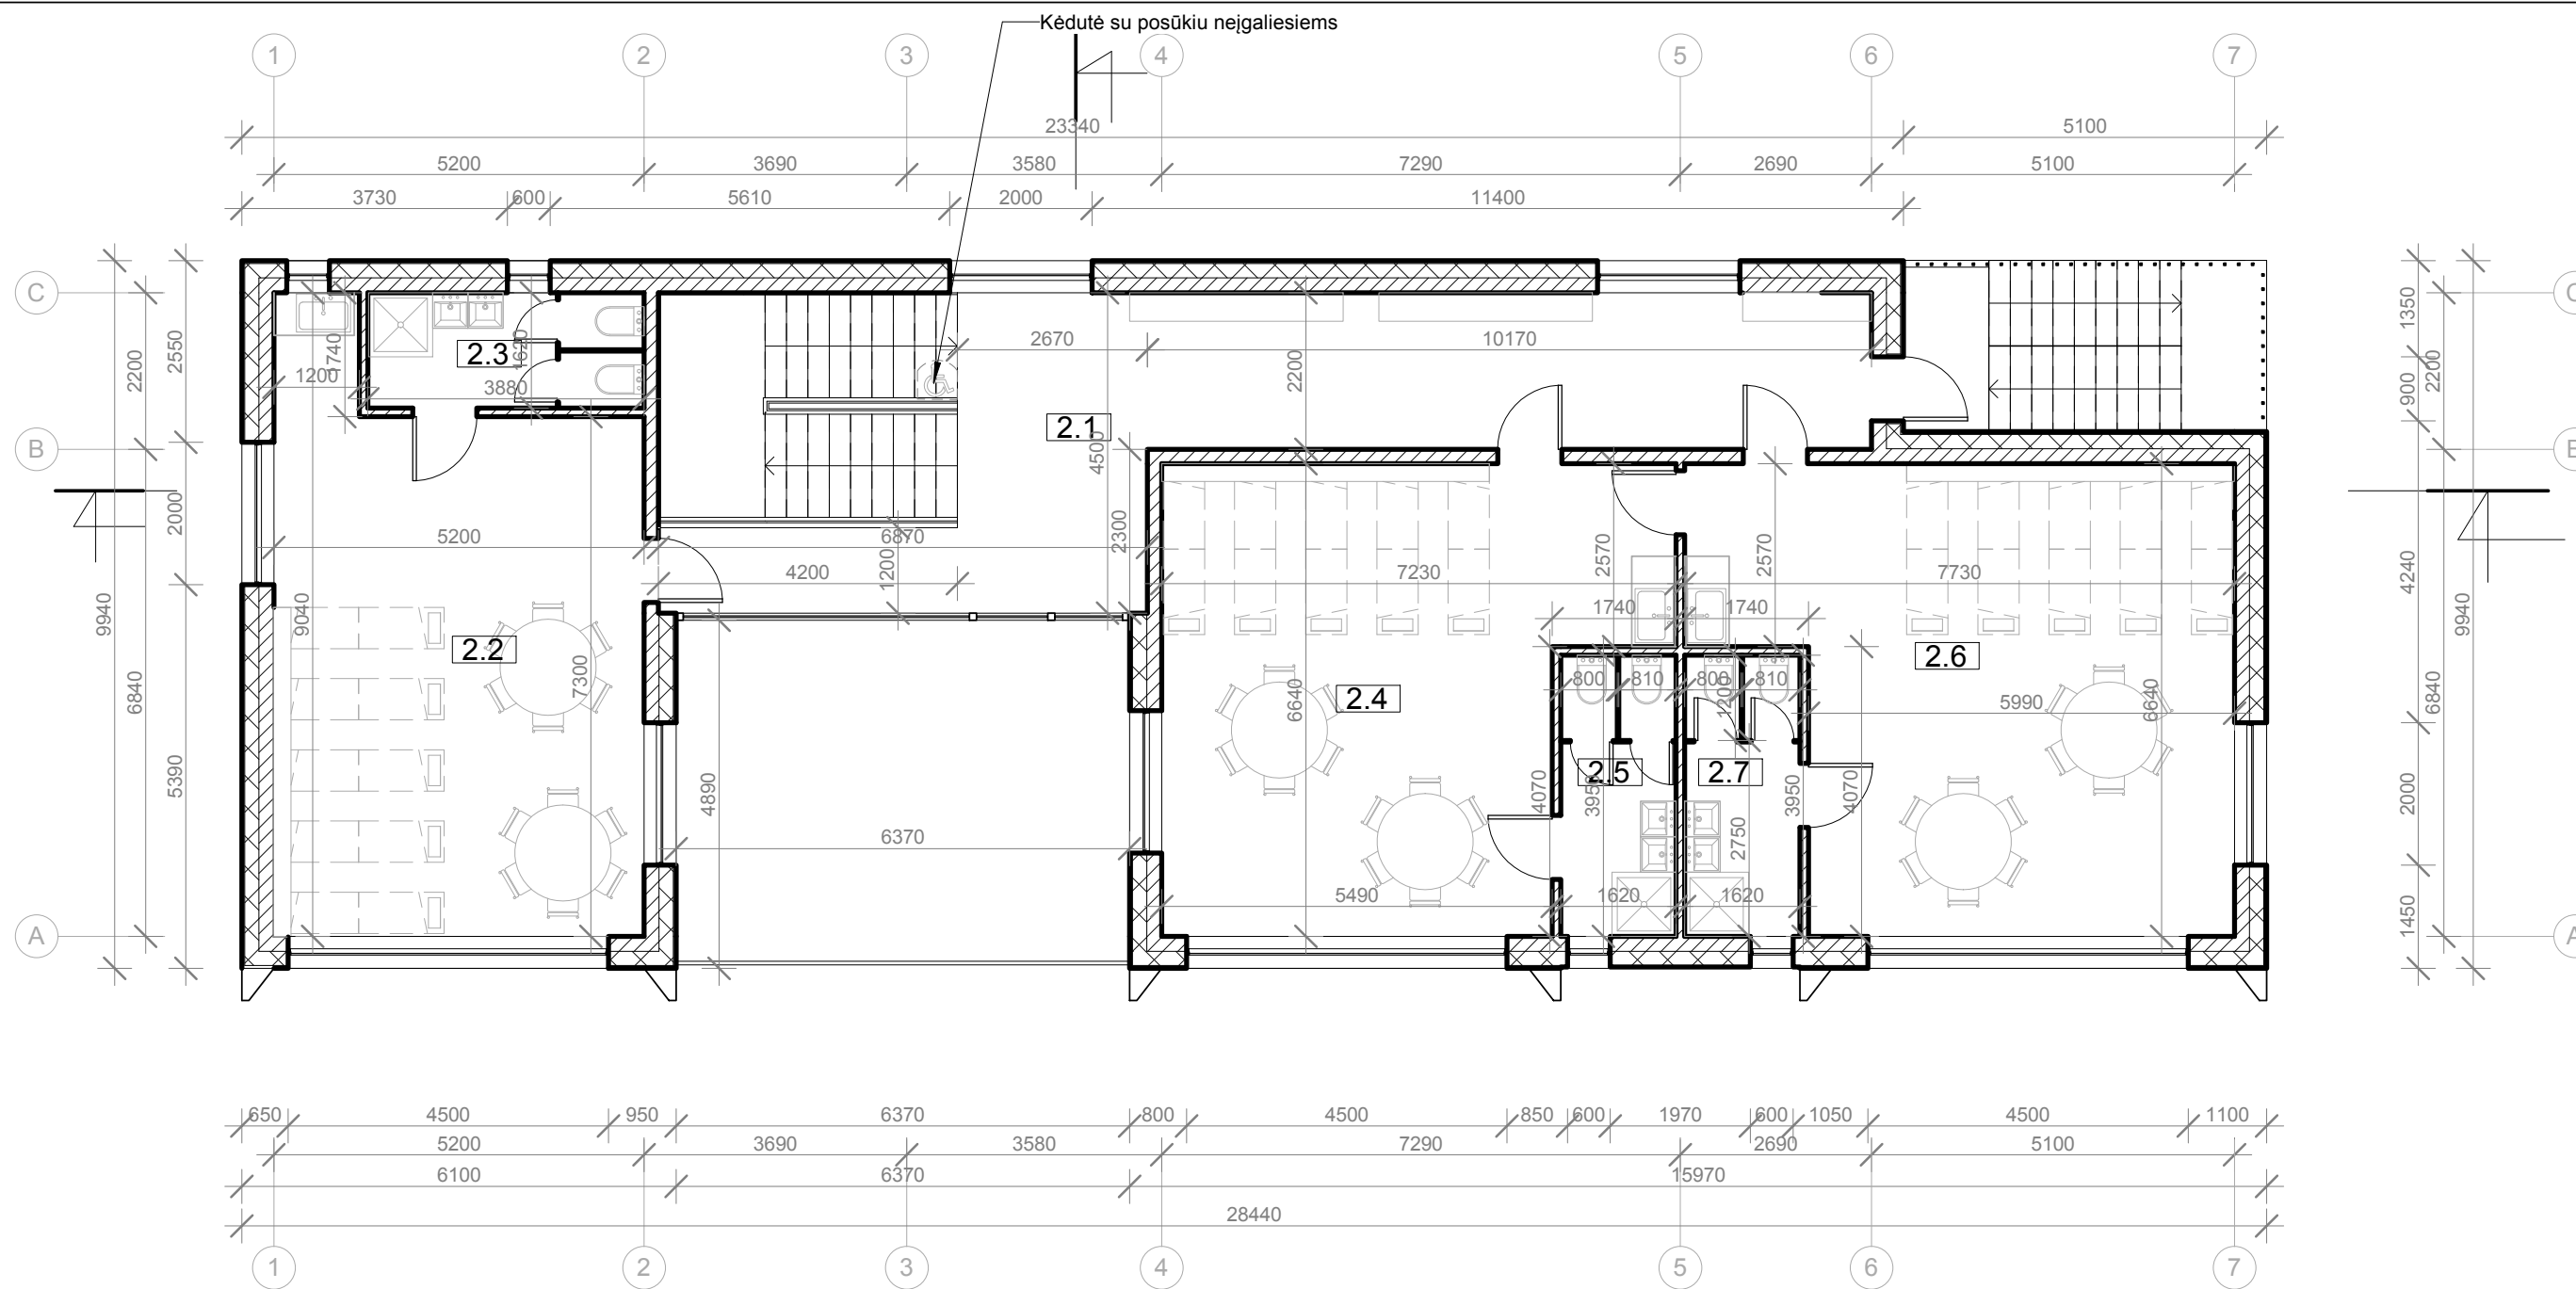 Kėdutė su posūkiu neįgaliesiems
1 2 3 4 5 6 7
23340 5100
5200 3690 3580 7290 2690 5100
3730 600 5610 2000 11400
C C
B B
A A
9940 2200 6840 2550 2000 5390
1350 900 4240 2000 1450 2200 6840 9940
1740 1200 2.3 1620 3880
2670 10170 2200
2.1 4500 2300
5200 6870 4200 1200
9040 2.2 7300
4890 6370
7230 2570 2570 7730
1740 1740
6640 2.4 800 810 800 810 1200 2.6 5990 6640
2.5 2.7
4070 3950 2750 3950 4070
5490 1620 1620
650 4500 950 6370 800 4500 850 600 1970 600 1050 4500 1100
5200 3690 3580 7290 2690 5100
6100 6370 15970
28440
1 2 3 4 5 6 7